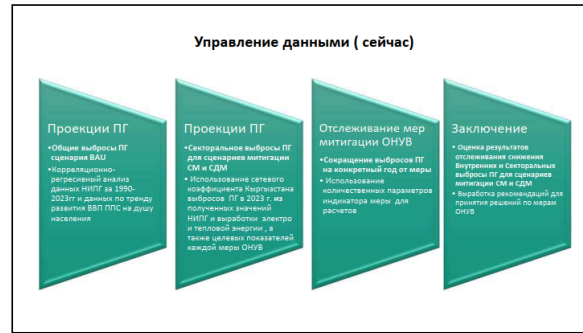 Управление данными ( сейчас)
Проекции ПГ
•Общие выбросы ПГ
сценария BAU
• Корреляционно-
регресивный анализ
данных НИПГ за 1990-
2023гг и данных по тренду
развития ВВП ППС на душу
населения
Проекции ПГ
•Секторальное выбросы ПГ
для сценариев митигации
СМ и СДМ
• Использование сетевого
коэффициента Кыргызстана
выбросов ПГ в 2023 г. из
полученных значений
НИПГ и выработки электро
и тепловой энергии , а
также целевых показателей
каждой меры ОНУВ
Отслеживание мер
митигации ОНУВ
• Сокращение выбросов ПГ
на конкретный год от меры
• Использование
количественных параметров
индикатора меры для
расчетов
Заключение
• Оценка результатов
отслеживания снижения
Внутренних и Секторальных
выбросы ПГ для сценариев
митигации СМ и СДМ
• Выработка рекомендаций для
принятия решений по мерам
ОНУВ